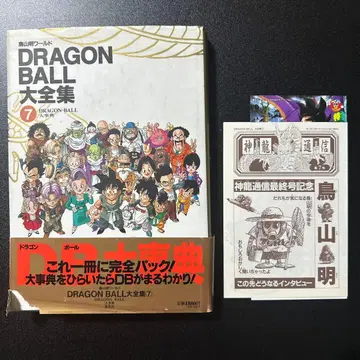 鳥山明ワールド
DRAGON
BALL
大全集
7
DRAGON BALL
大事典
ドラゴン
ボール
DB大事典
これ一冊に完全パック!
大事典をひらいたらDBがまるわかり!
DRAGON BALL大全集⑦
神龍通信
神龍通信最終号記念
鳥山明
この先どうなるインタビュー